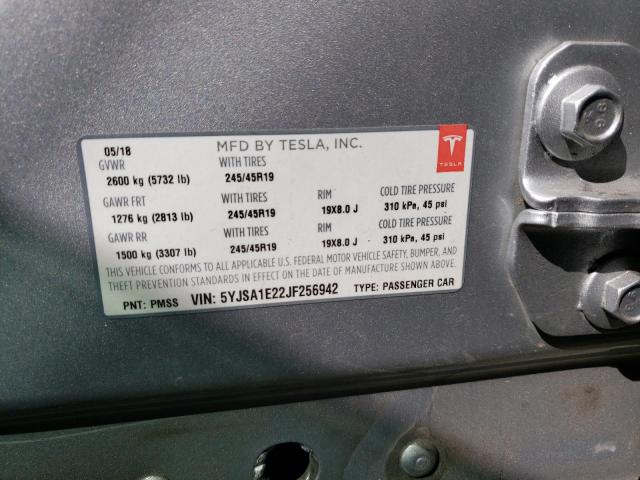 05/18 MFD BY TESLA, INC.
GVWR WITH TIRES
2600 kg (5732 lb) 245/45R19
TESLA
GAWR FRT WITH TIRES RIM COLD TIRE PRESSURE
1276 kg (2813 lb) 245/45R19 19X8.0 J 310 kPa, 45 psi
GAWR RR WITH TIRES RIM COLD TIRE PRESSURE
1500 kg (3307 lb) 245/45R19 19X8.0 J 310 kPa, 45 psi
THIS VEHICLE CONFORMS TO ALL APPLICABLE U.S. FEDERAL MOTOR VEHICLE SAFETY, BUMPER, AND
THEFT PREVENTION STANDARDS IN EFFECT ON THE DATE OF MANUFACTURE SHOWN ABOVE.
PNT: PMSS VIN: 5YJSA1E22JF256942 TYPE: PASSENGER CAR